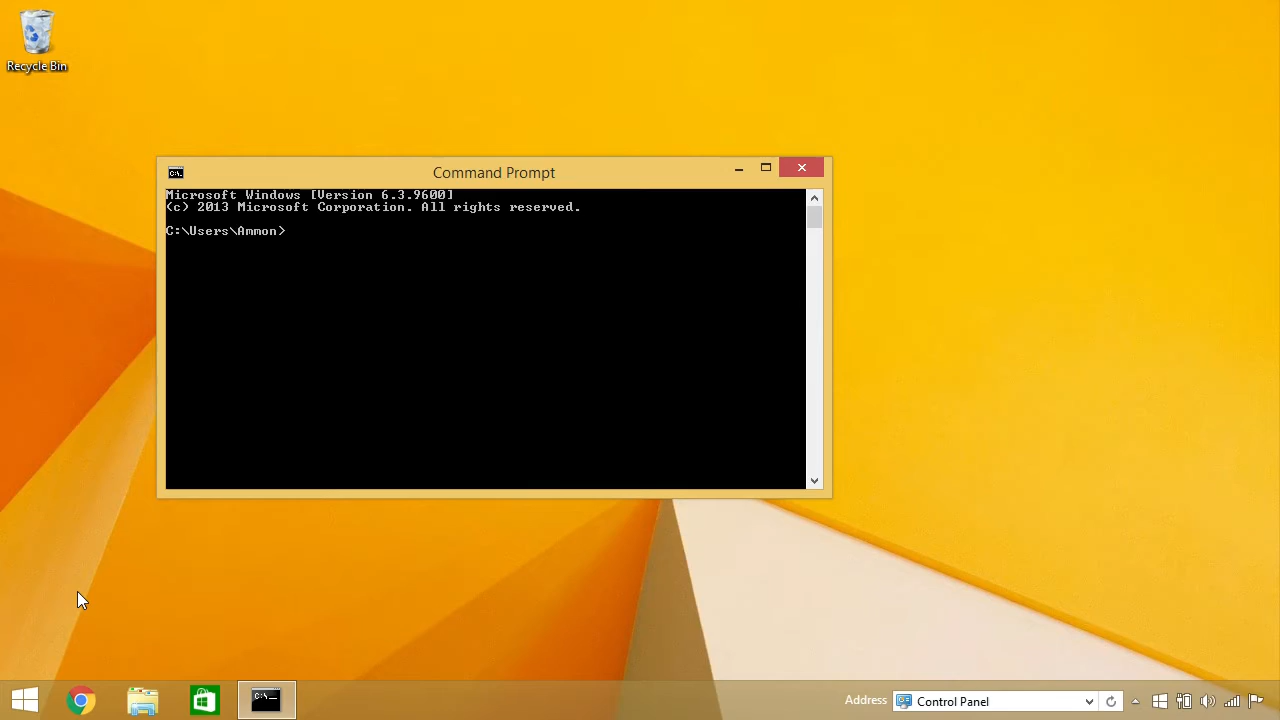 Recycle Bin
Command Prompt
Microsoft Windows [Version 6.3.9600]
(c) 2013 Microsoft Corporation. All rights reserved.
C:\Users\Ammon>
Address Control Panel